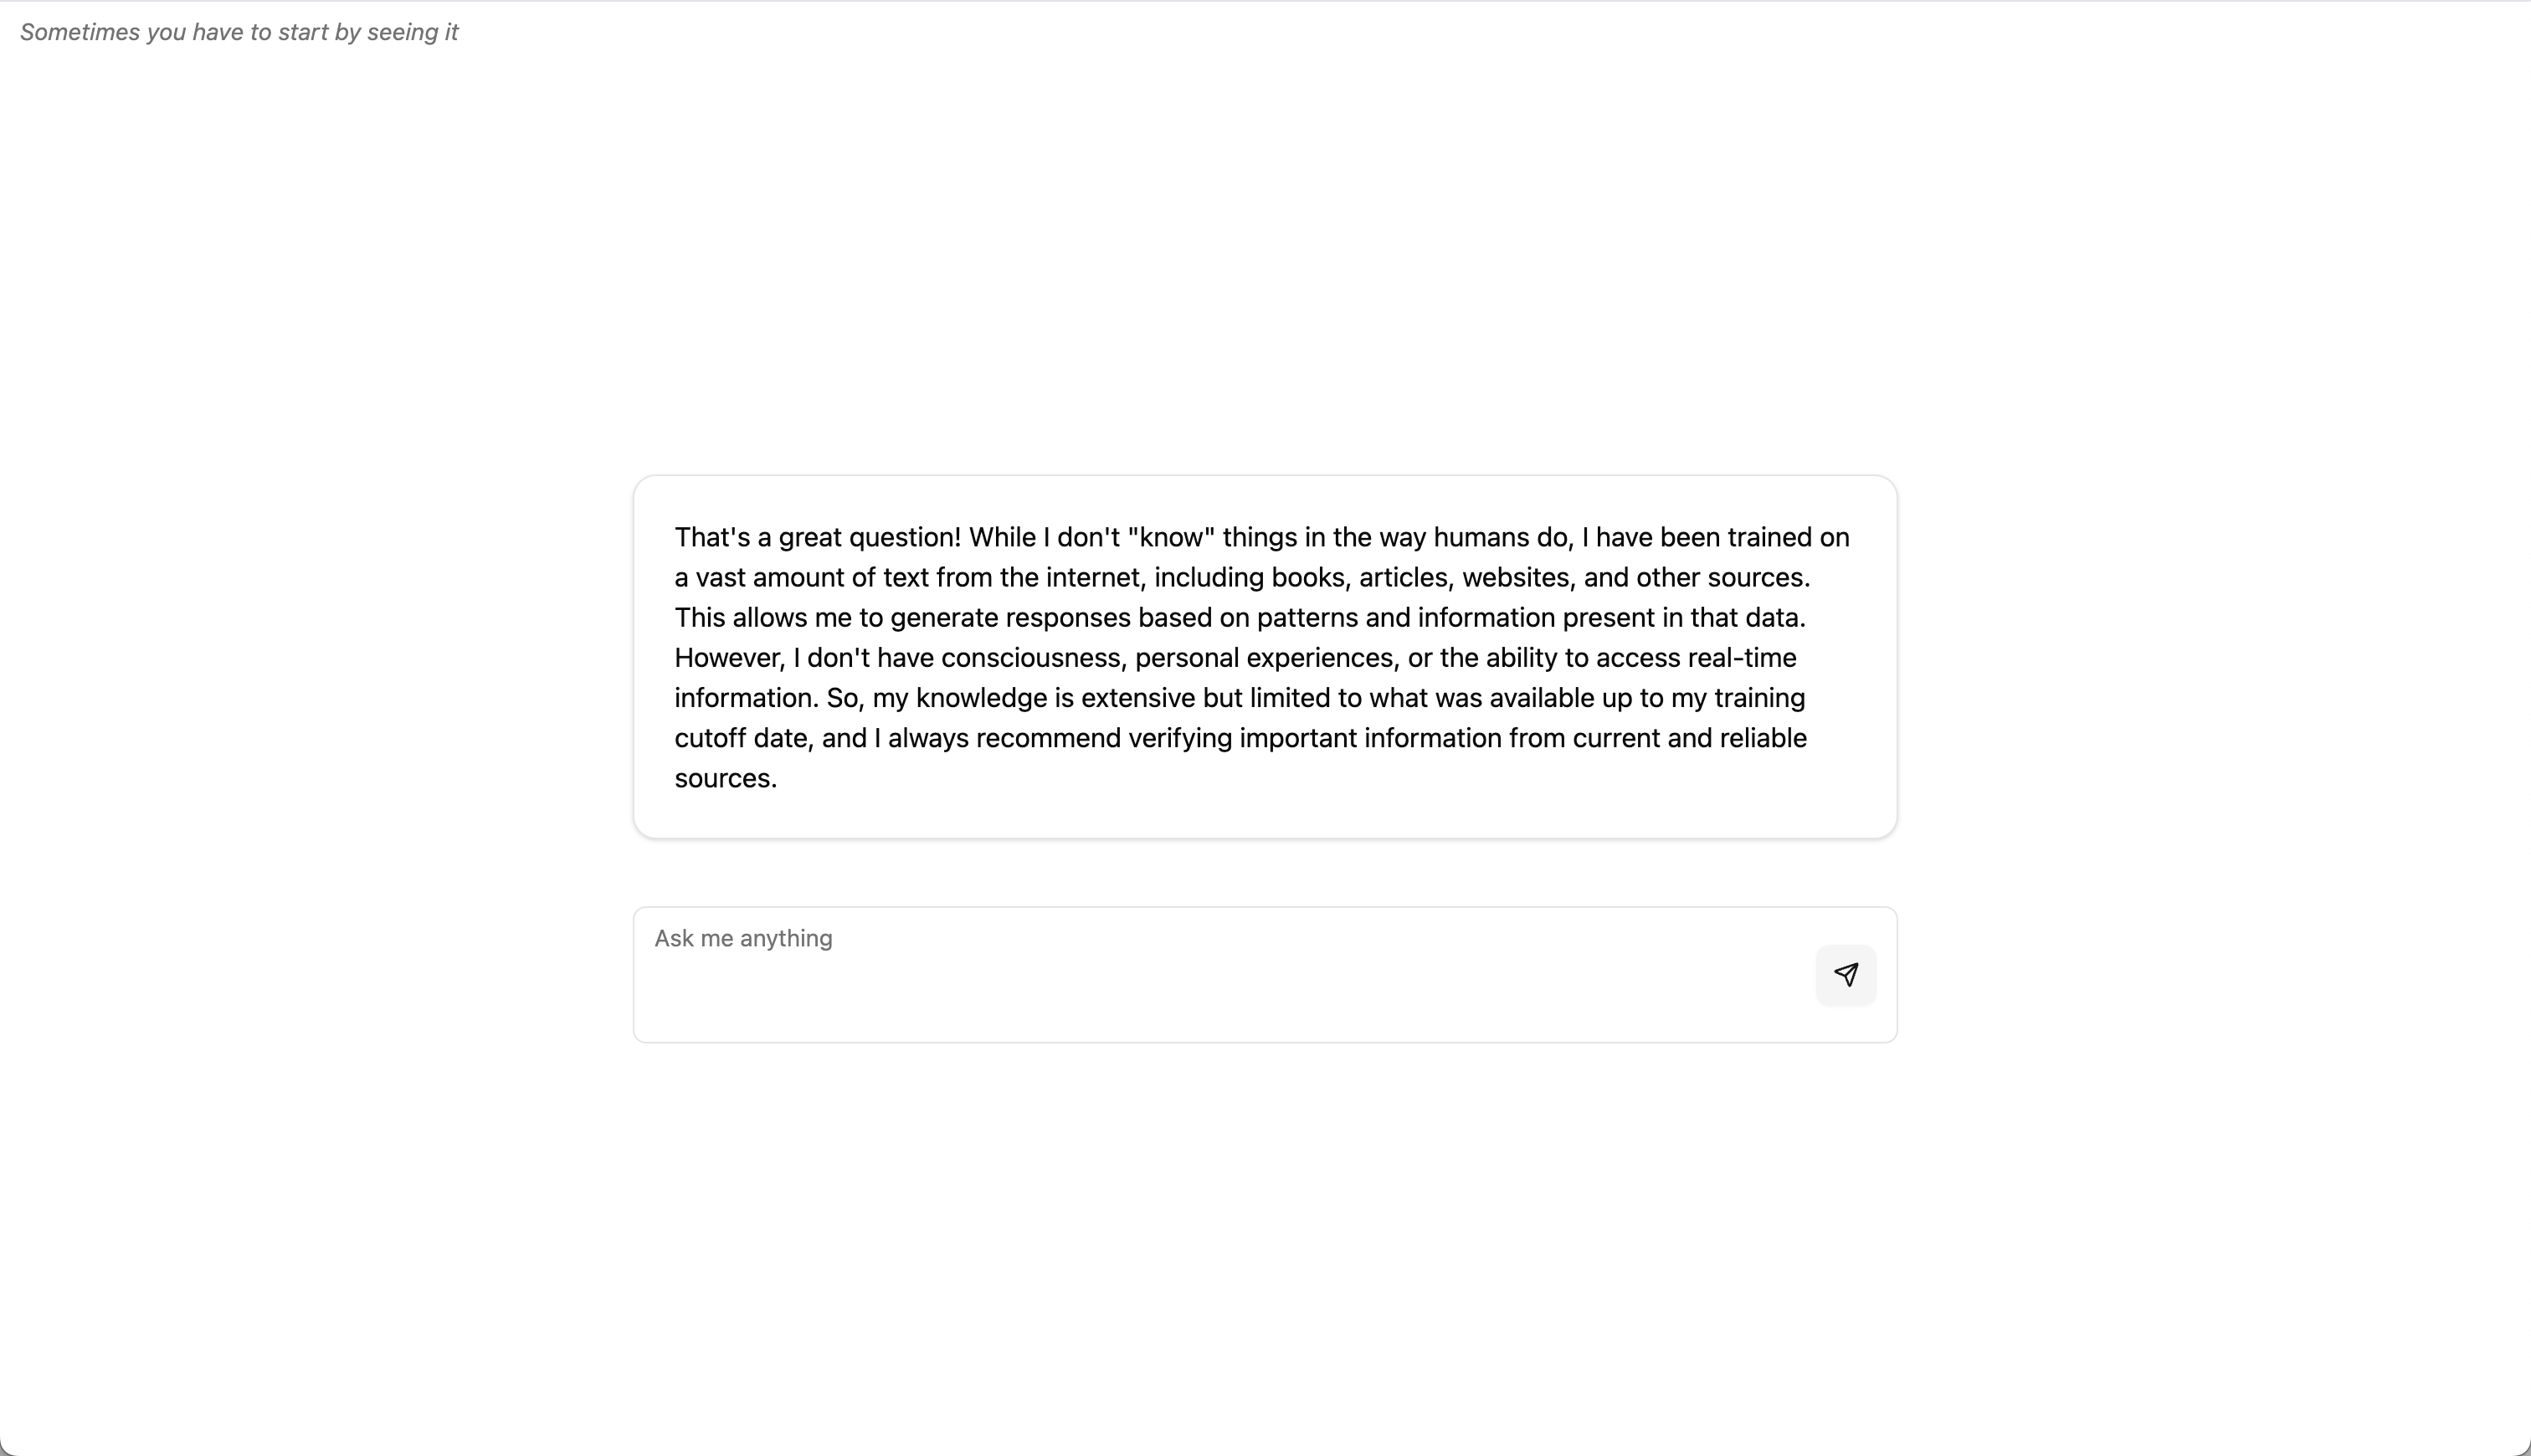 Sometimes you have to start by seeing it
That's a great question! While I don't "know" things in the way humans do, I have been trained on
a vast amount of text from the internet, including books, articles, websites, and other sources.
This allows me to generate responses based on patterns and information present in that data.
However, I don't have consciousness, personal experiences, or the ability to access real-time
information. So, my knowledge is extensive but limited to what was available up to my training
cutoff date, and I always recommend verifying important information from current and reliable
sources.
Ask me anything